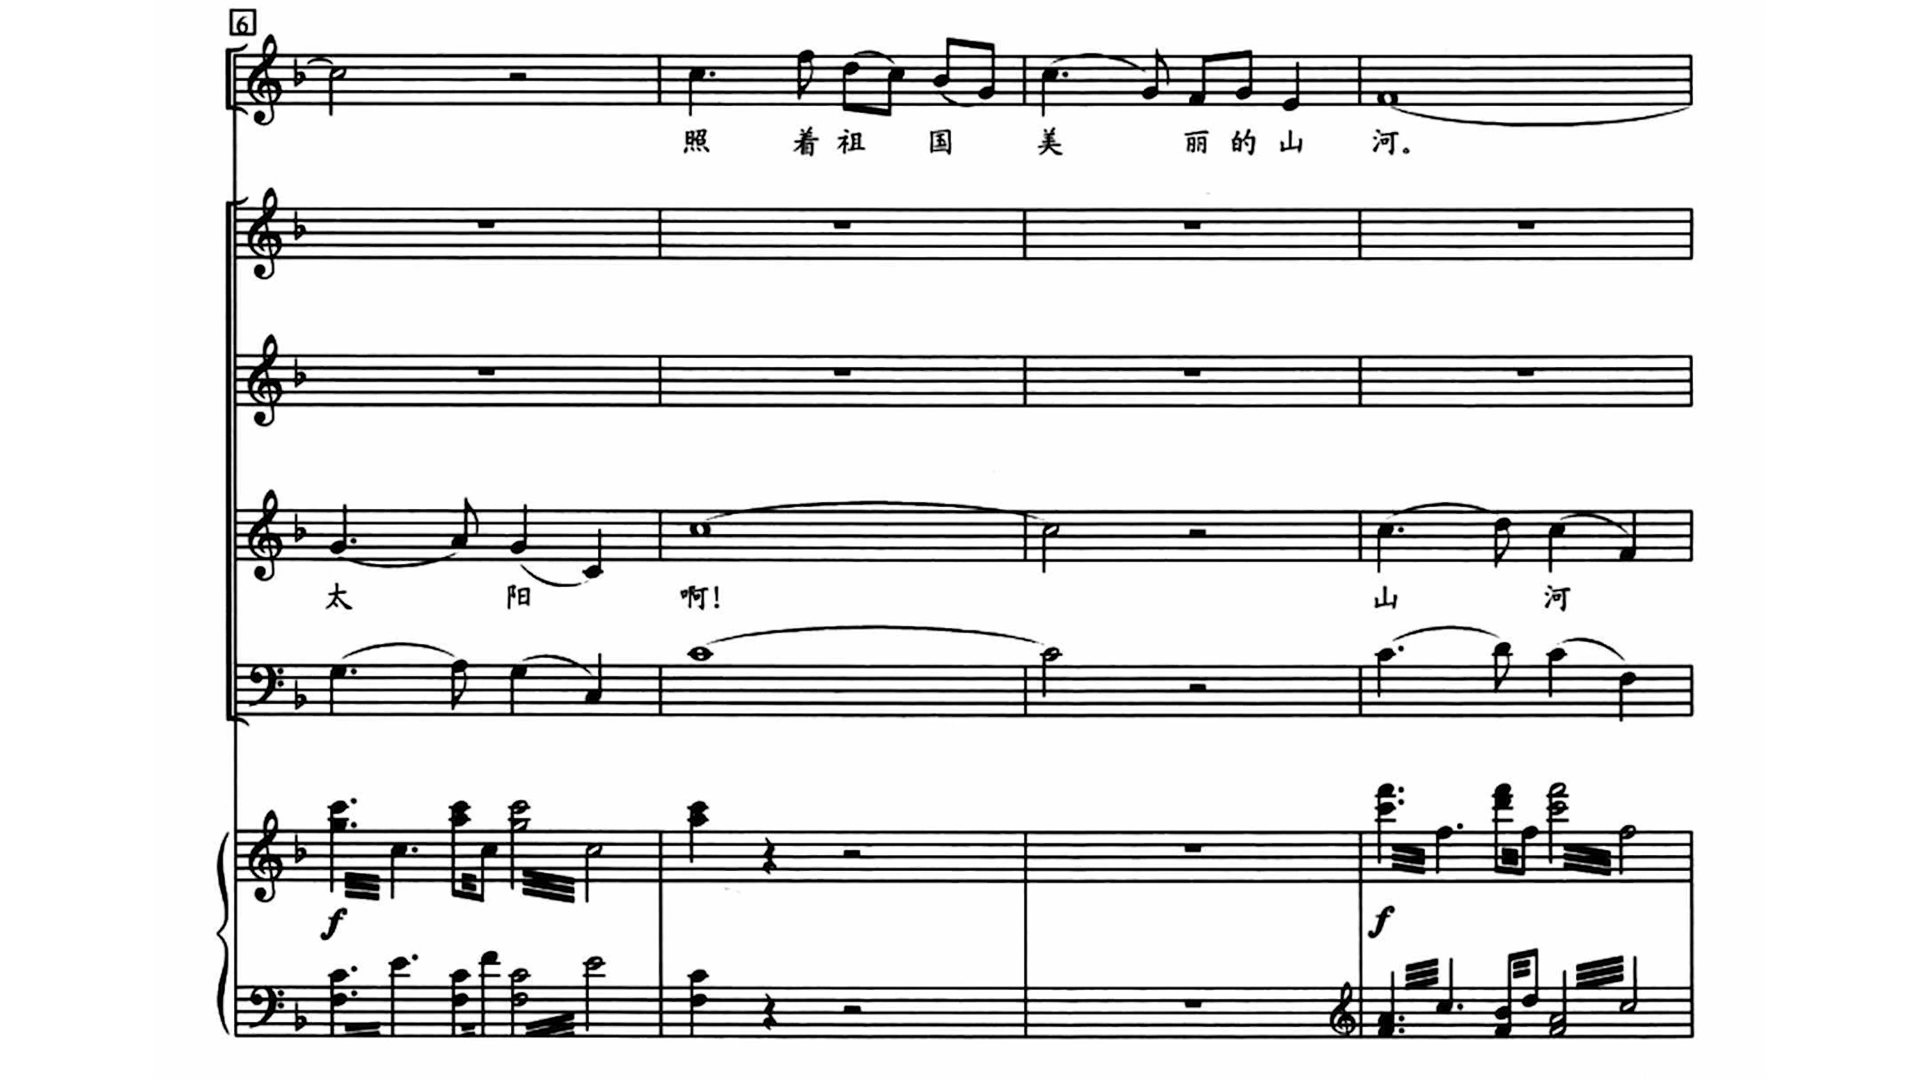 6
照 着 祖 国 美 丽 的 山 河。
太 阳 啊! 山 河
f f